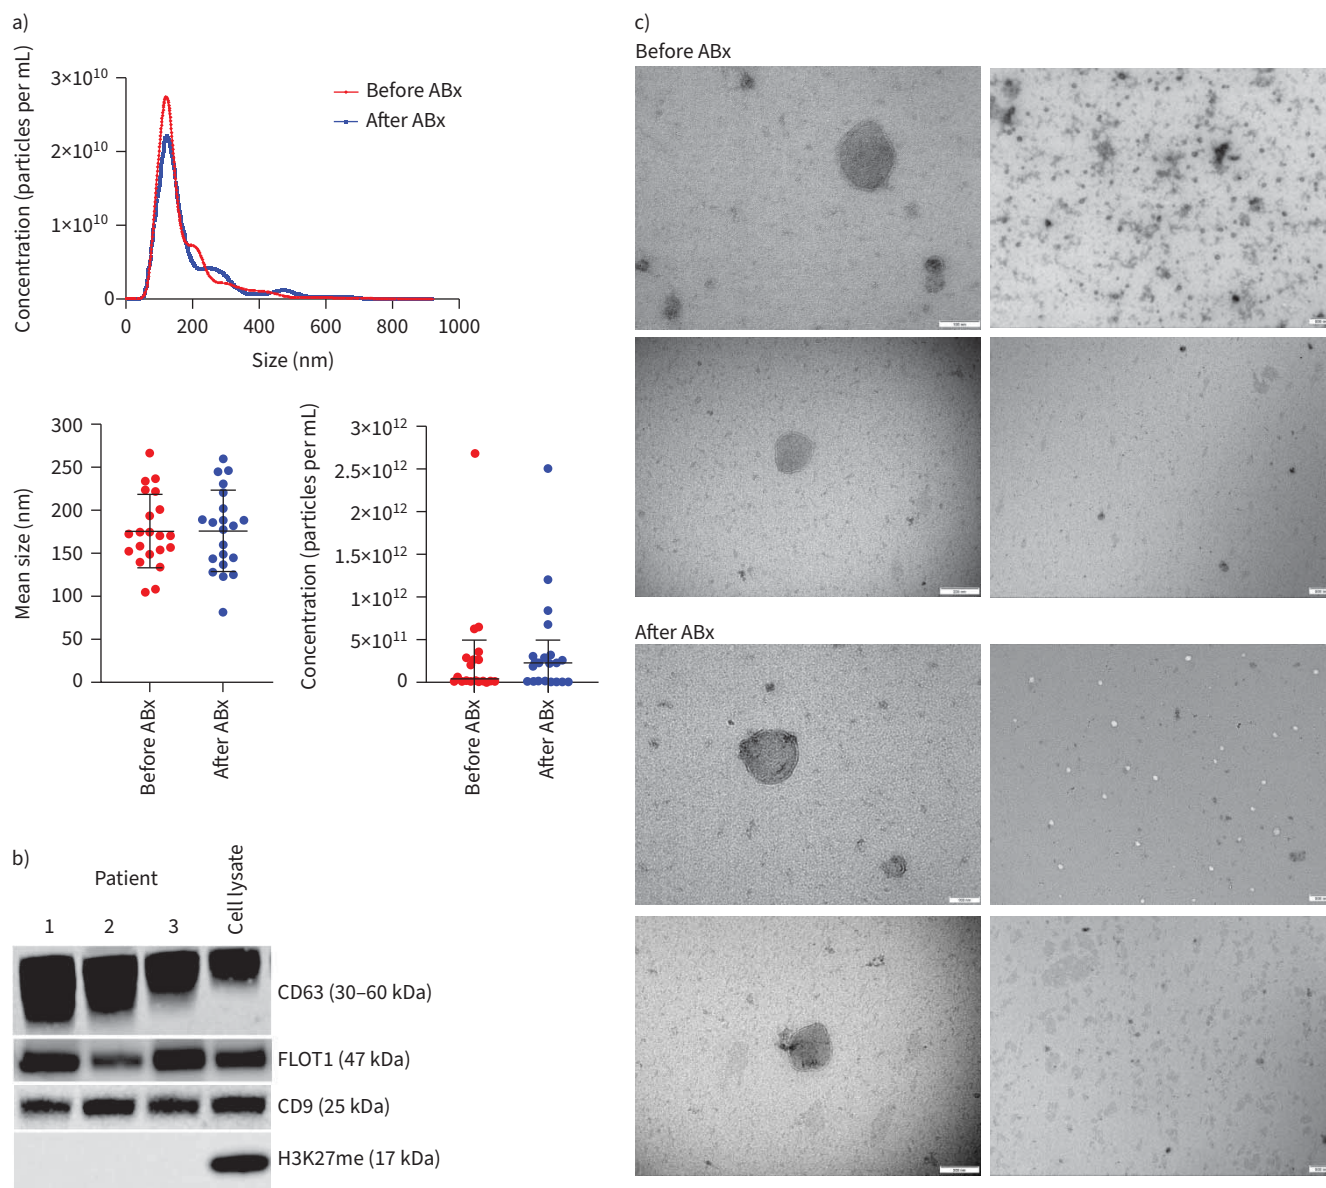 a)
Concentration (particles per mL)
3×10¹⁰
2×10¹⁰
1×10¹⁰
0
Before ABx
After ABx
0 200 400 600 800 1000
Size (nm)
Mean size (nm)
300
250
200
150
100
50
0
Before ABx
After ABx
Concentration (particles per mL)
3×10¹²
2.5×10¹²
2×10¹²
1.5×10¹²
1×10¹²
5×10¹¹
0
Before ABx
After ABx
b)
Patient
1 2 3 Cell lysate
CD63 (30–60 kDa)
FLOT1 (47 kDa)
CD9 (25 kDa)
H3K27me (17 kDa)
c)
Before ABx
After ABx